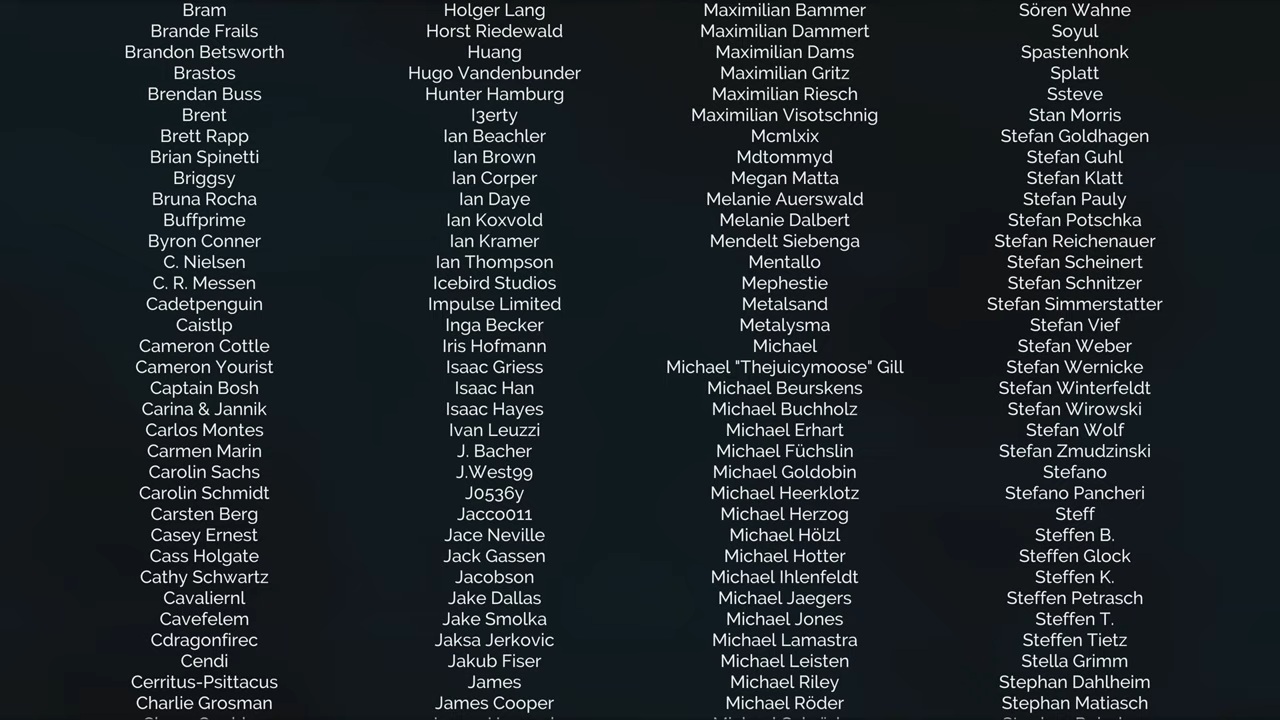 Bram
Brande Frails
Brandon Betsworth
Brastos
Brendan Buss
Brent
Brett Rapp
Brian Spinetti
Briggsy
Bruna Rocha
Buffprime
Byron Conner
C. Nielsen
C. R. Messen
Cadetpenguin
Caistlp
Cameron Cottle
Cameron Yourist
Captain Bosh
Carina & Jannik
Carlos Montes
Carmen Marin
Carolin Sachs
Carolin Schmidt
Carsten Berg
Casey Ernest
Cass Holgate
Cathy Schwartz
Cavaliernl
Cavefelem
Cdragonfirec
Cendi
Cerritus-Psittacus
Charlie Grosman
Holger Lang
Horst Riedewald
Huang
Hugo Vandenbunder
Hunter Hamburg
I3erty
Ian Beachler
Ian Brown
Ian Corper
Ian Daye
Ian Koxvold
Ian Kramer
Ian Thompson
Icebird Studios
Impulse Limited
Inga Becker
Iris Hofmann
Isaac Griess
Isaac Han
Isaac Hayes
Ivan Leuzzi
J. Bacher
J.West99
J0536y
Jacco011
Jace Neville
Jack Gassen
Jacobson
Jake Dallas
Jake Smolka
Jaksa Jerkovic
Jakub Fiser
James
James Cooper
Maximilian Bammer
Maximilian Dammert
Maximilian Dams
Maximilian Gritz
Maximilian Riesch
Maximilian Visotschnig
Mcmlxix
Mdtommyd
Megan Matta
Melanie Auerswald
Melanie Dalbert
Mendelt Siebenga
Mentallo
Mephestie
Metalsand
Metalysma
Michael
Michael "Thejuicymoose" Gill
Michael Beurskens
Michael Buchholz
Michael Erhart
Michael Füchslin
Michael Goldobin
Michael Heerklotz
Michael Herzog
Michael Hölzl
Michael Hotter
Michael Ihlenfeldt
Michael Jaegers
Michael Jones
Michael Lamastra
Michael Leisten
Michael Riley
Michael Röder
Sören Wahne
Soyul
Spastenhonk
Splatt
Ssteve
Stan Morris
Stefan Goldhagen
Stefan Guhl
Stefan Klatt
Stefan Pauly
Stefan Potschka
Stefan Reichenauer
Stefan Scheinert
Stefan Schnitzer
Stefan Simmerstatter
Stefan Vief
Stefan Weber
Stefan Wernicke
Stefan Winterfeldt
Stefan Wirowski
Stefan Wolf
Stefan Zmudzinski
Stefano
Stefano Pancheri
Steff
Steffen B.
Steffen Glock
Steffen K.
Steffen Petrasch
Steffen T.
Steffen Tietz
Stella Grimm
Stephan Dahlheim
Stephan Matiasch